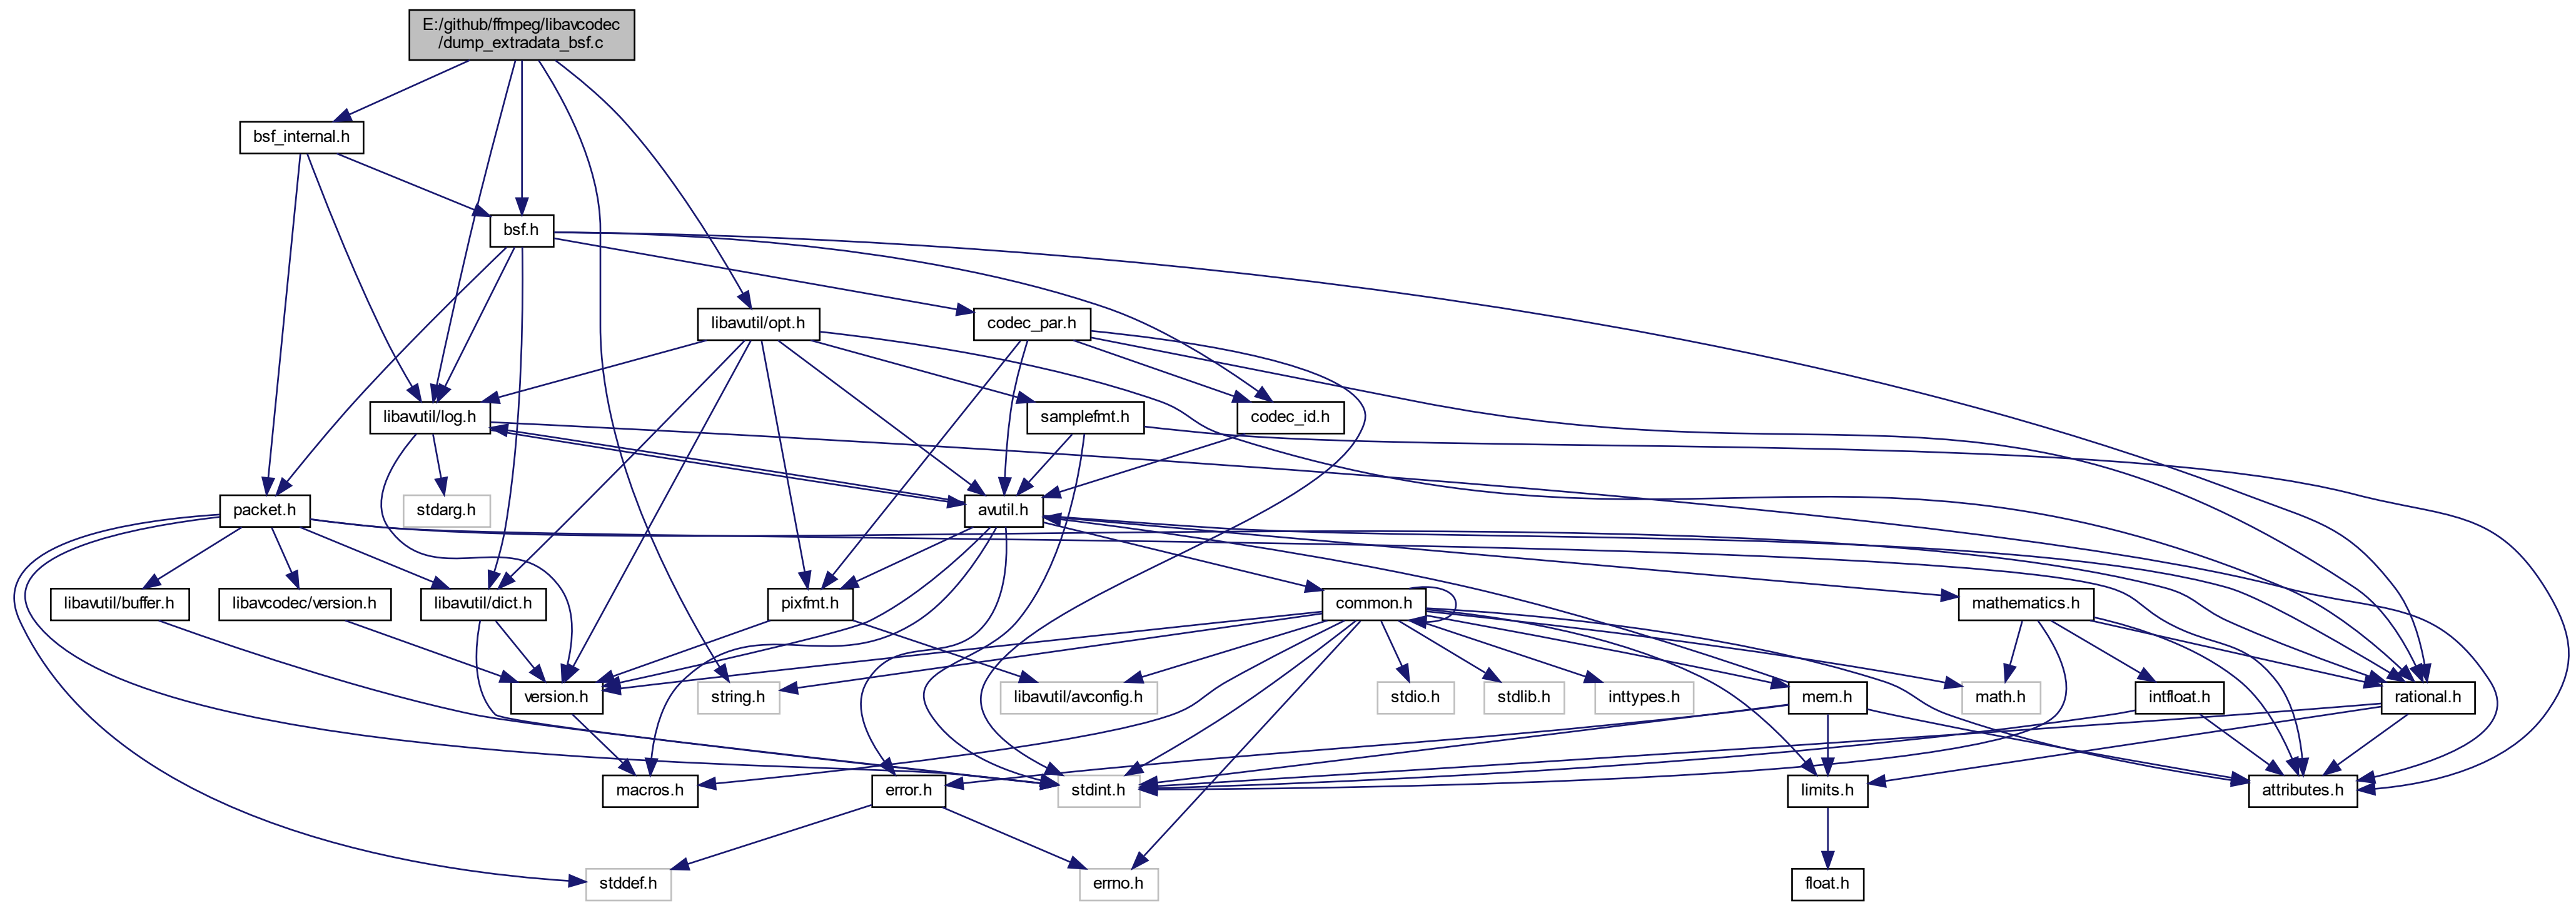 E:/github/ffmpeg/libavcodec
/dump_extradata_bsf.c
bsf_internal.h
bsf.h
libavutil/opt.h
codec_par.h
libavutil/log.h
samplefmt.h
codec_id.h
packet.h
stdarg.h
avutil.h
libavutil/buffer.h
libavcodec/version.h
libavutil/dict.h
pixfmt.h
common.h
mathematics.h
version.h
string.h
libavutil/avconfig.h
stdio.h
stdlib.h
inttypes.h
mem.h
math.h
intfloat.h
rational.h
macros.h
error.h
stdint.h
limits.h
attributes.h
stddef.h
errno.h
float.h